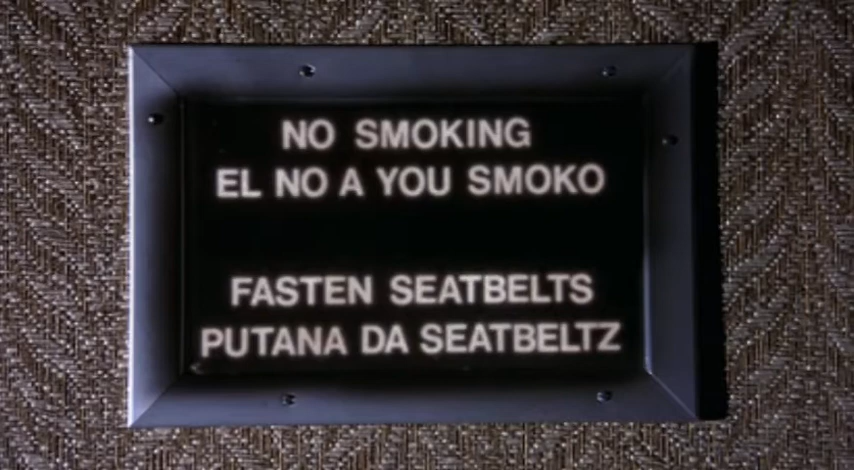 NO SMOKING
EL NO A YOU SMOKO
FASTEN SEATBELTS
PUTANA DA SEATBELTZ